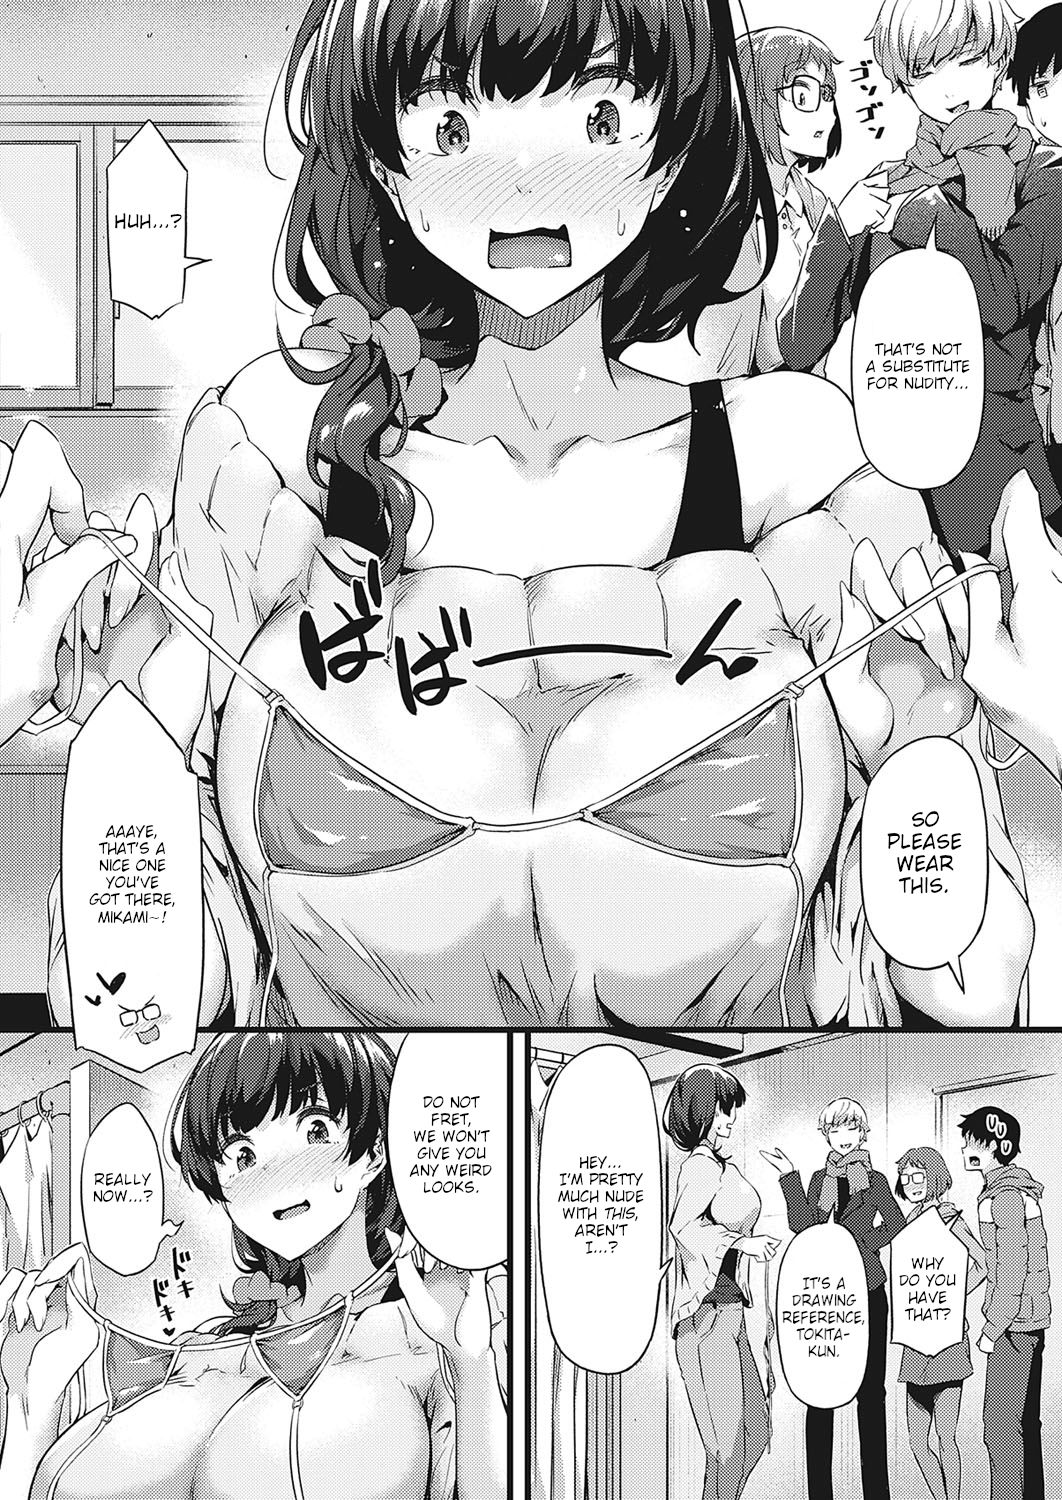 ゴソ
ゴソ
THAT'S NOT
A SUBSTITUTE
FOR NUDITY...
HUH...?
ばばーーん
SO
PLEASE
WEAR
THIS.
AAAYE,
THAT'S A
NICE ONE
YOU'VE
GOT THERE,
MIKAMI~!
HEY...
I'M PRETTY
MUCH NUDE
WITH THIS,
AREN'T
I...?
IT'S A
DRAWING
REFERENCE,
TOKITA-
KUN.
WHY
DO YOU
HAVE
THAT?
DO NOT
FRET,
WE WON'T
GIVE YOU
ANY WEIRD
LOOKS.
REALLY
NOW...?
ドキ
ドキ